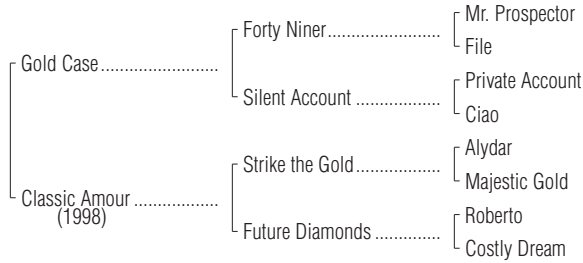 Mr. Prospector
Forty Niner......................
File
Gold Case........................
Private Account
Silent Account .................
Ciao
Alydar
Strike the Gold.................
Majestic Gold
Classic Amour .................
(1998)
Roberto
Future Diamonds .............
Costly Dream